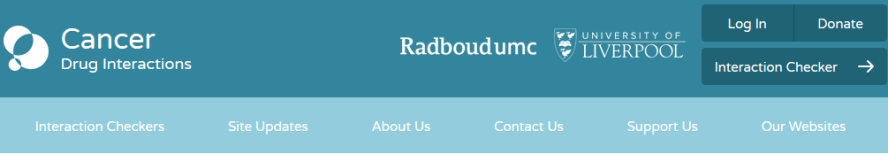 Cancer
Drug Interactions
Radboudumc
UNIVERSITY OF
LIVERPOOL
Log In
Donate
Interaction Checker
Interaction Checkers
Site Updates
About Us
Contact Us
Support Us
Our Websites